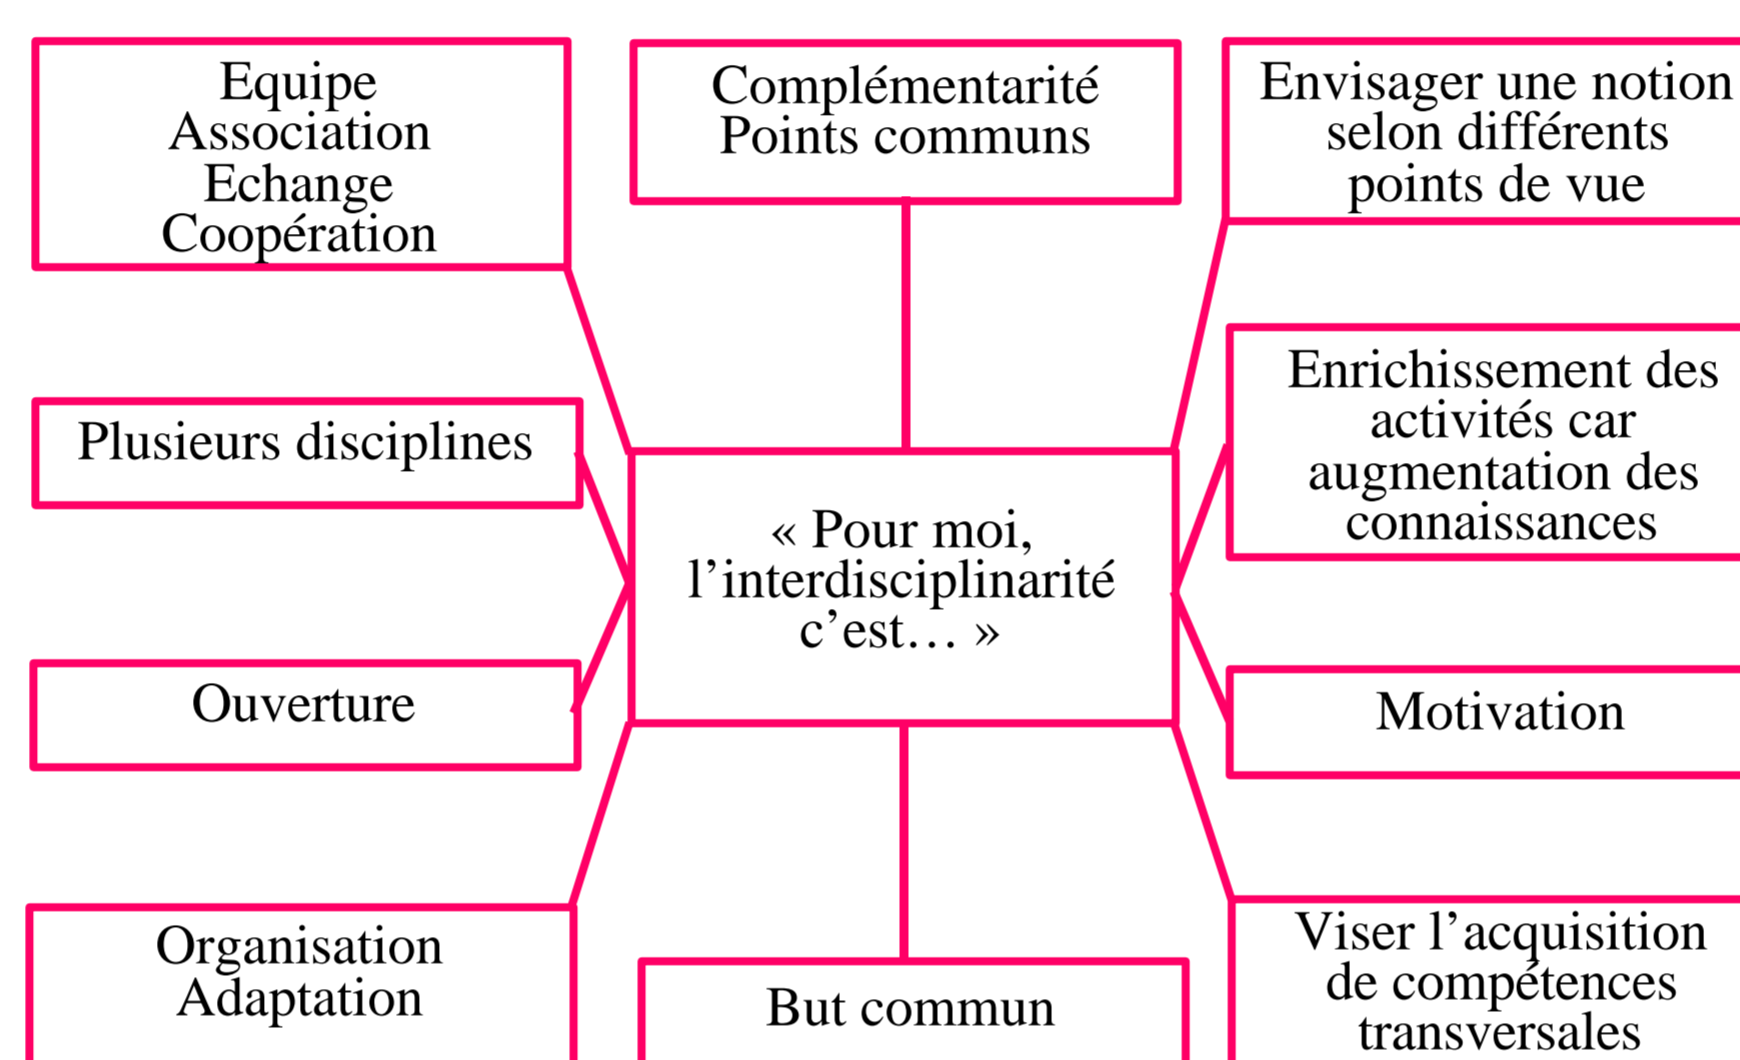 Equipe
Association
Echange
Coopération
Complémentarité
Points communs
Envisager une notion
selon différents
points de vue
Plusieurs disciplines
Enrichissement des
activités car
augmentation des
connaissances
« Pour moi,
l’interdisciplinarité
c’est… »
Ouverture
Motivation
Organisation
Adaptation
But commun
Viser l’acquisition
de compétences
transversales